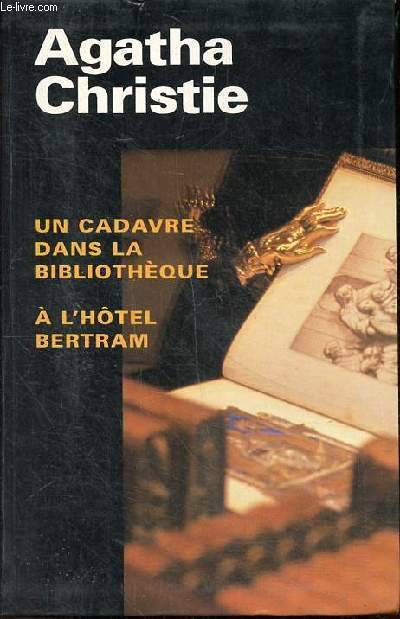 Le-livre.com
Agatha
Christie
UN CADAVRE
DANS LA
BIBLIOTHÈQUE
À L'HÔTEL
BERTRAM